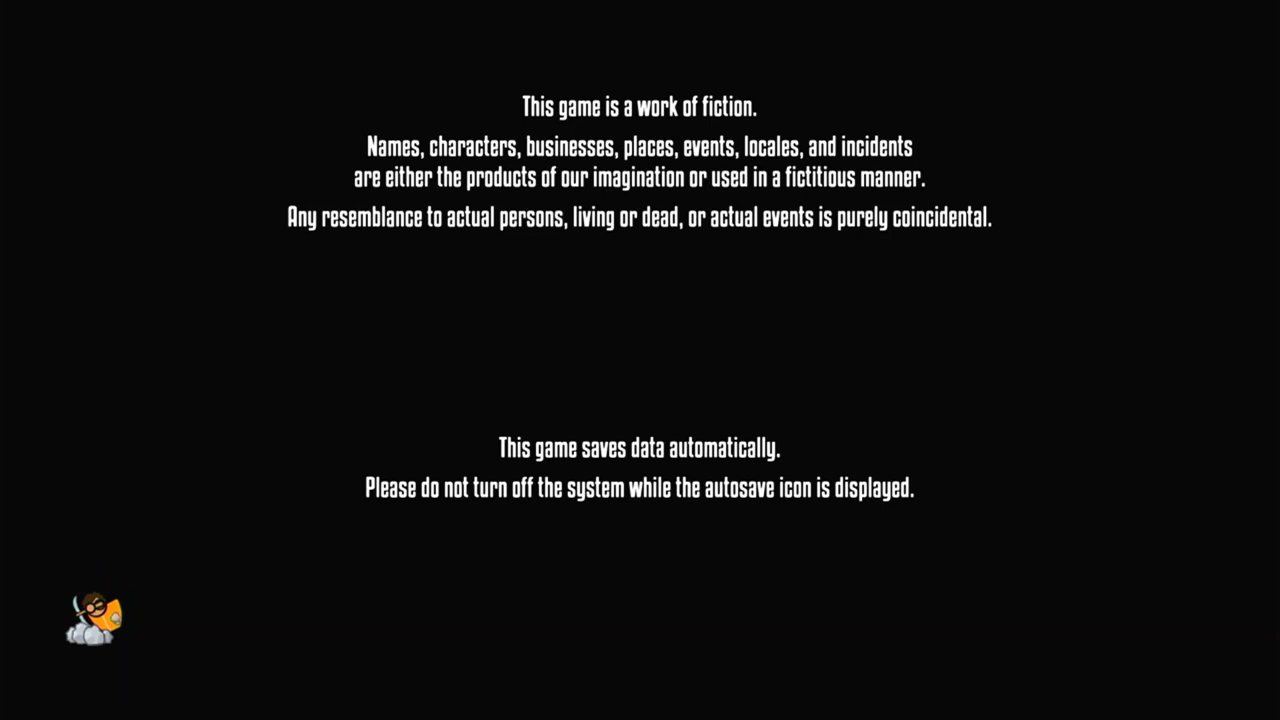 This game is a work of fiction.
Names, characters, businesses, places, events, locales, and incidents
are either the products of our imagination or used in a fictitious manner.
Any resemblance to actual persons, living or dead, or actual events is purely coincidental.
This game saves data automatically.
Please do not turn off the system while the autosave icon is displayed.